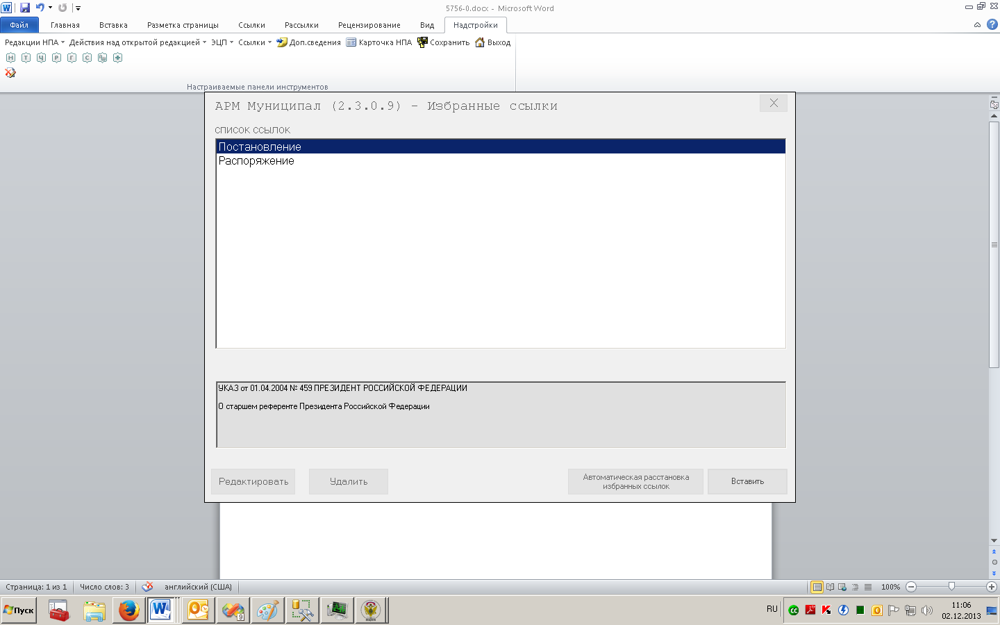 5756-0.docx - Microsoft Word
Файл Главная Вставка Разметка страницы Ссылки Рассылки Рецензирование Вид Надстройки
Редакции НПА Действия над открытой редакцией ЭЦП Ссылки Доп.сведения Карточка НПА Сохранить Выход
Н Т Ч Р Г С
Настраиваемые панели инструментов
АРМ Муниципал (2.3.0.9) - Избранные ссылки
список ссылок
Постановление
Распоряжение
УКАЗ от 01.04.2004 № 459 ПРЕЗИДЕНТ РОССИЙСКОЙ ФЕДЕРАЦИИ
О старшем референте Президента Российской Федерации
Редактировать Удалить Автоматическая расстановка
избранных ссылок Вставить
Страница: 1 из 1 Число слов: 3 английский (США) 100%
Пуск 9 RU 11:06
02.12.2013